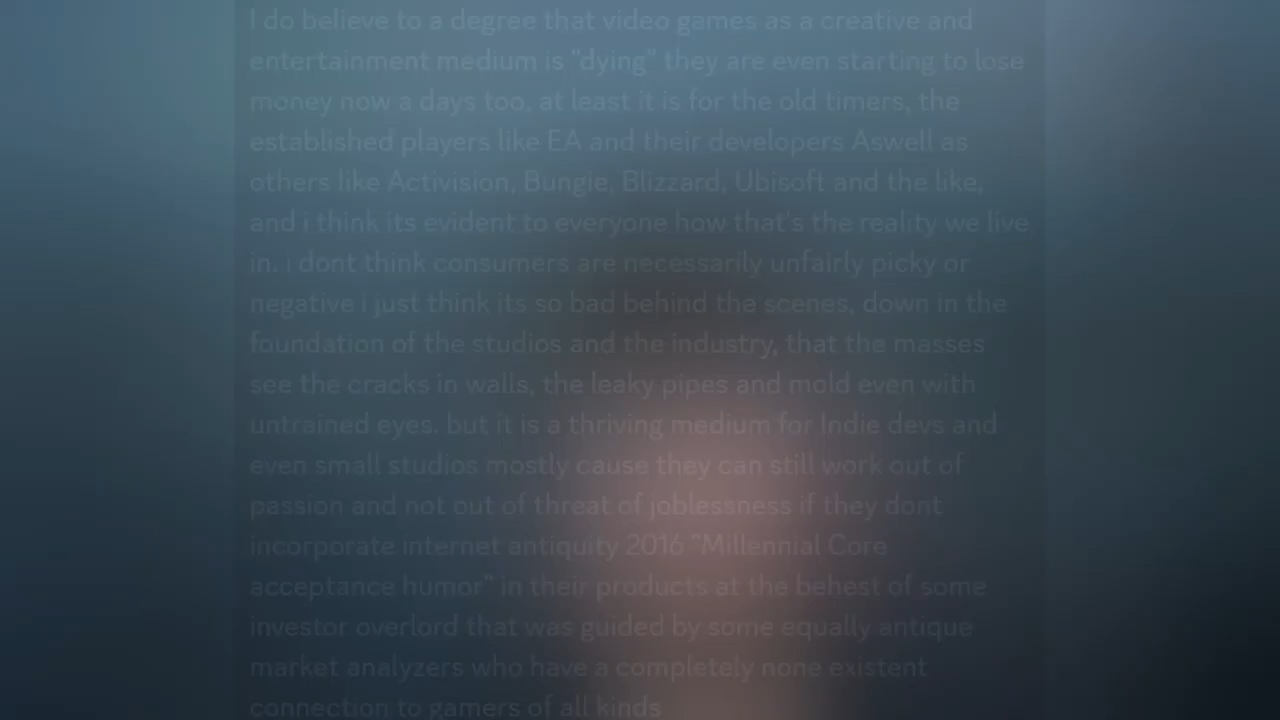 I do believe to a degree that video games as a creative and
entertainment medium is "dying" they are even starting to lose
money now a days too. at least it is for the old timers, the
established players like EA and their developers Aswell as
others like Activision, Bungie, Blizzard, Ubisoft and the like,
and i think its evident to everyone how that's the reality we live
in. i dont think consumers are necessarily unfairly picky or
negative i just think its so bad behind the scenes, down in the
foundation of the studios and the industry, that the masses
see the cracks in walls, the leaky pipes and mold even with
untrained eyes. but it is a thriving medium for Indie devs and
even small studios mostly cause they can still work out of
passion and not out of threat of joblessness if they dont
incorporate internet antiquity 2016 "Millennial Core
acceptance humor" in their products at the behest of some
investor overlord that was guided by some equally antique
market analyzers who have a completely none existent
connection to gamers of all kinds